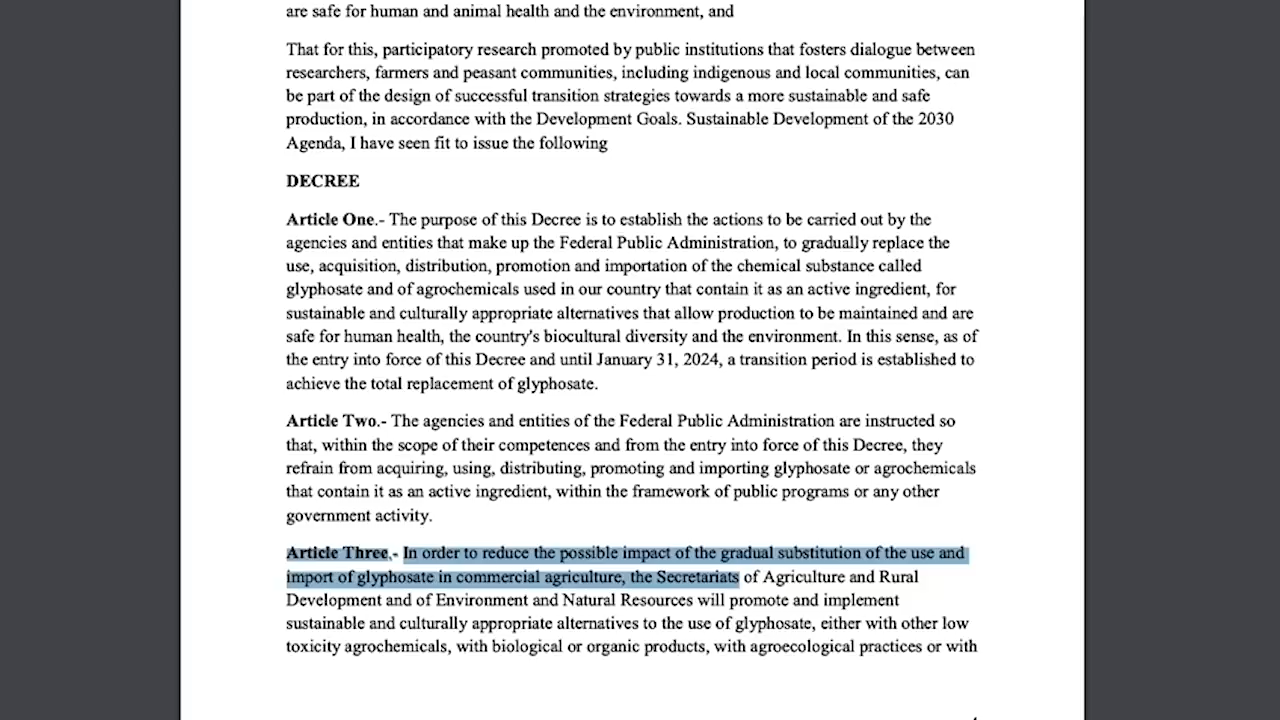 are safe for human and animal health and the environment, and
That for this, participatory research promoted by public institutions that fosters dialogue between
researchers, farmers and peasant communities, including indigenous and local communities, can
be part of the design of successful transition strategies towards a more sustainable and safe
production, in accordance with the Development Goals. Sustainable Development of the 2030
Agenda, I have seen fit to issue the following
DECREE
Article One.- The purpose of this Decree is to establish the actions to be carried out by the
agencies and entities that make up the Federal Public Administration, to gradually replace the
use, acquisition, distribution, promotion and importation of the chemical substance called
glyphosate and of agrochemicals used in our country that contain it as an active ingredient, for
sustainable and culturally appropriate alternatives that allow production to be maintained and are
safe for human health, the country's biocultural diversity and the environment. In this sense, as of
the entry into force of this Decree and until January 31, 2024, a transition period is established to
achieve the total replacement of glyphosate.
Article Two.- The agencies and entities of the Federal Public Administration are instructed so
that, within the scope of their competences and from the entry into force of this Decree, they
refrain from acquiring, using, distributing, promoting and importing glyphosate or agrochemicals
that contain it as an active ingredient, within the framework of public programs or any other
government activity.
Article Three.- In order to reduce the possible impact of the gradual substitution of the use and
import of glyphosate in commercial agriculture, the Secretariats of Agriculture and Rural
Development and of Environment and Natural Resources will promote and implement
sustainable and culturally appropriate alternatives to the use of glyphosate, either with other low
toxicity agrochemicals, with biological or organic products, with agroecological practices or with